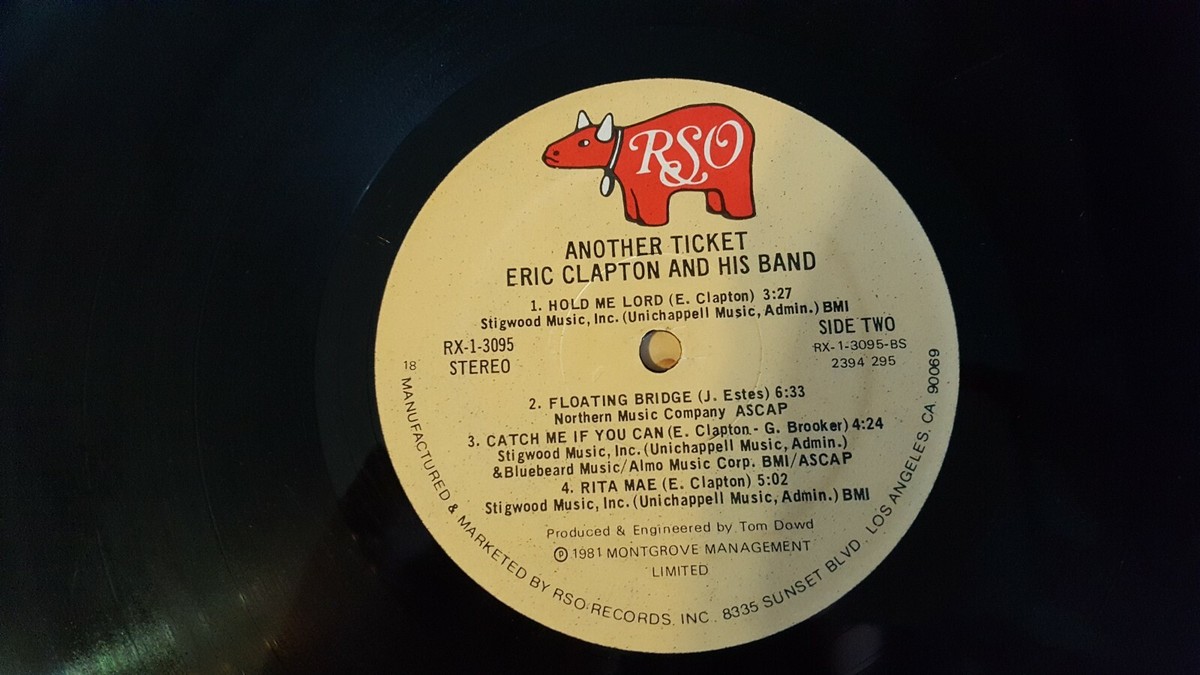 RSO
ANOTHER TICKET
ERIC CLAPTON AND HIS BAND
1. HOLD ME LORD (E. Clapton) 3:27
Stigwood Music, Inc. (Unichappell Music, Admin.) BMI
RX-1-3095
STEREO
SIDE TWO
RX-1-3095-BS
2394 295
18
2. FLOATING BRIDGE (J. Estes) 6:33
Northern Music Company ASCAP
3. CATCH ME IF YOU CAN (E. Clapton - G. Brooker) 4:24
Stigwood Music, Inc. (Unichappell Music, Admin.)
&Bluebeard Music/Almo Music Corp. BMI/ASCAP
4. RITA MAE (E. Clapton) 5:02
Stigwood Music, Inc. (Unichappell Music, Admin.) BMI
Produced & Engineered by Tom Dowd
Ⓟ 1981 MONTGROVE MANAGEMENT
LIMITED
MANUFACTURED & MARKETED BY RSO RECORDS, INC., 8335 SUNSET BLVD., LOS ANGELES, CA. 90069